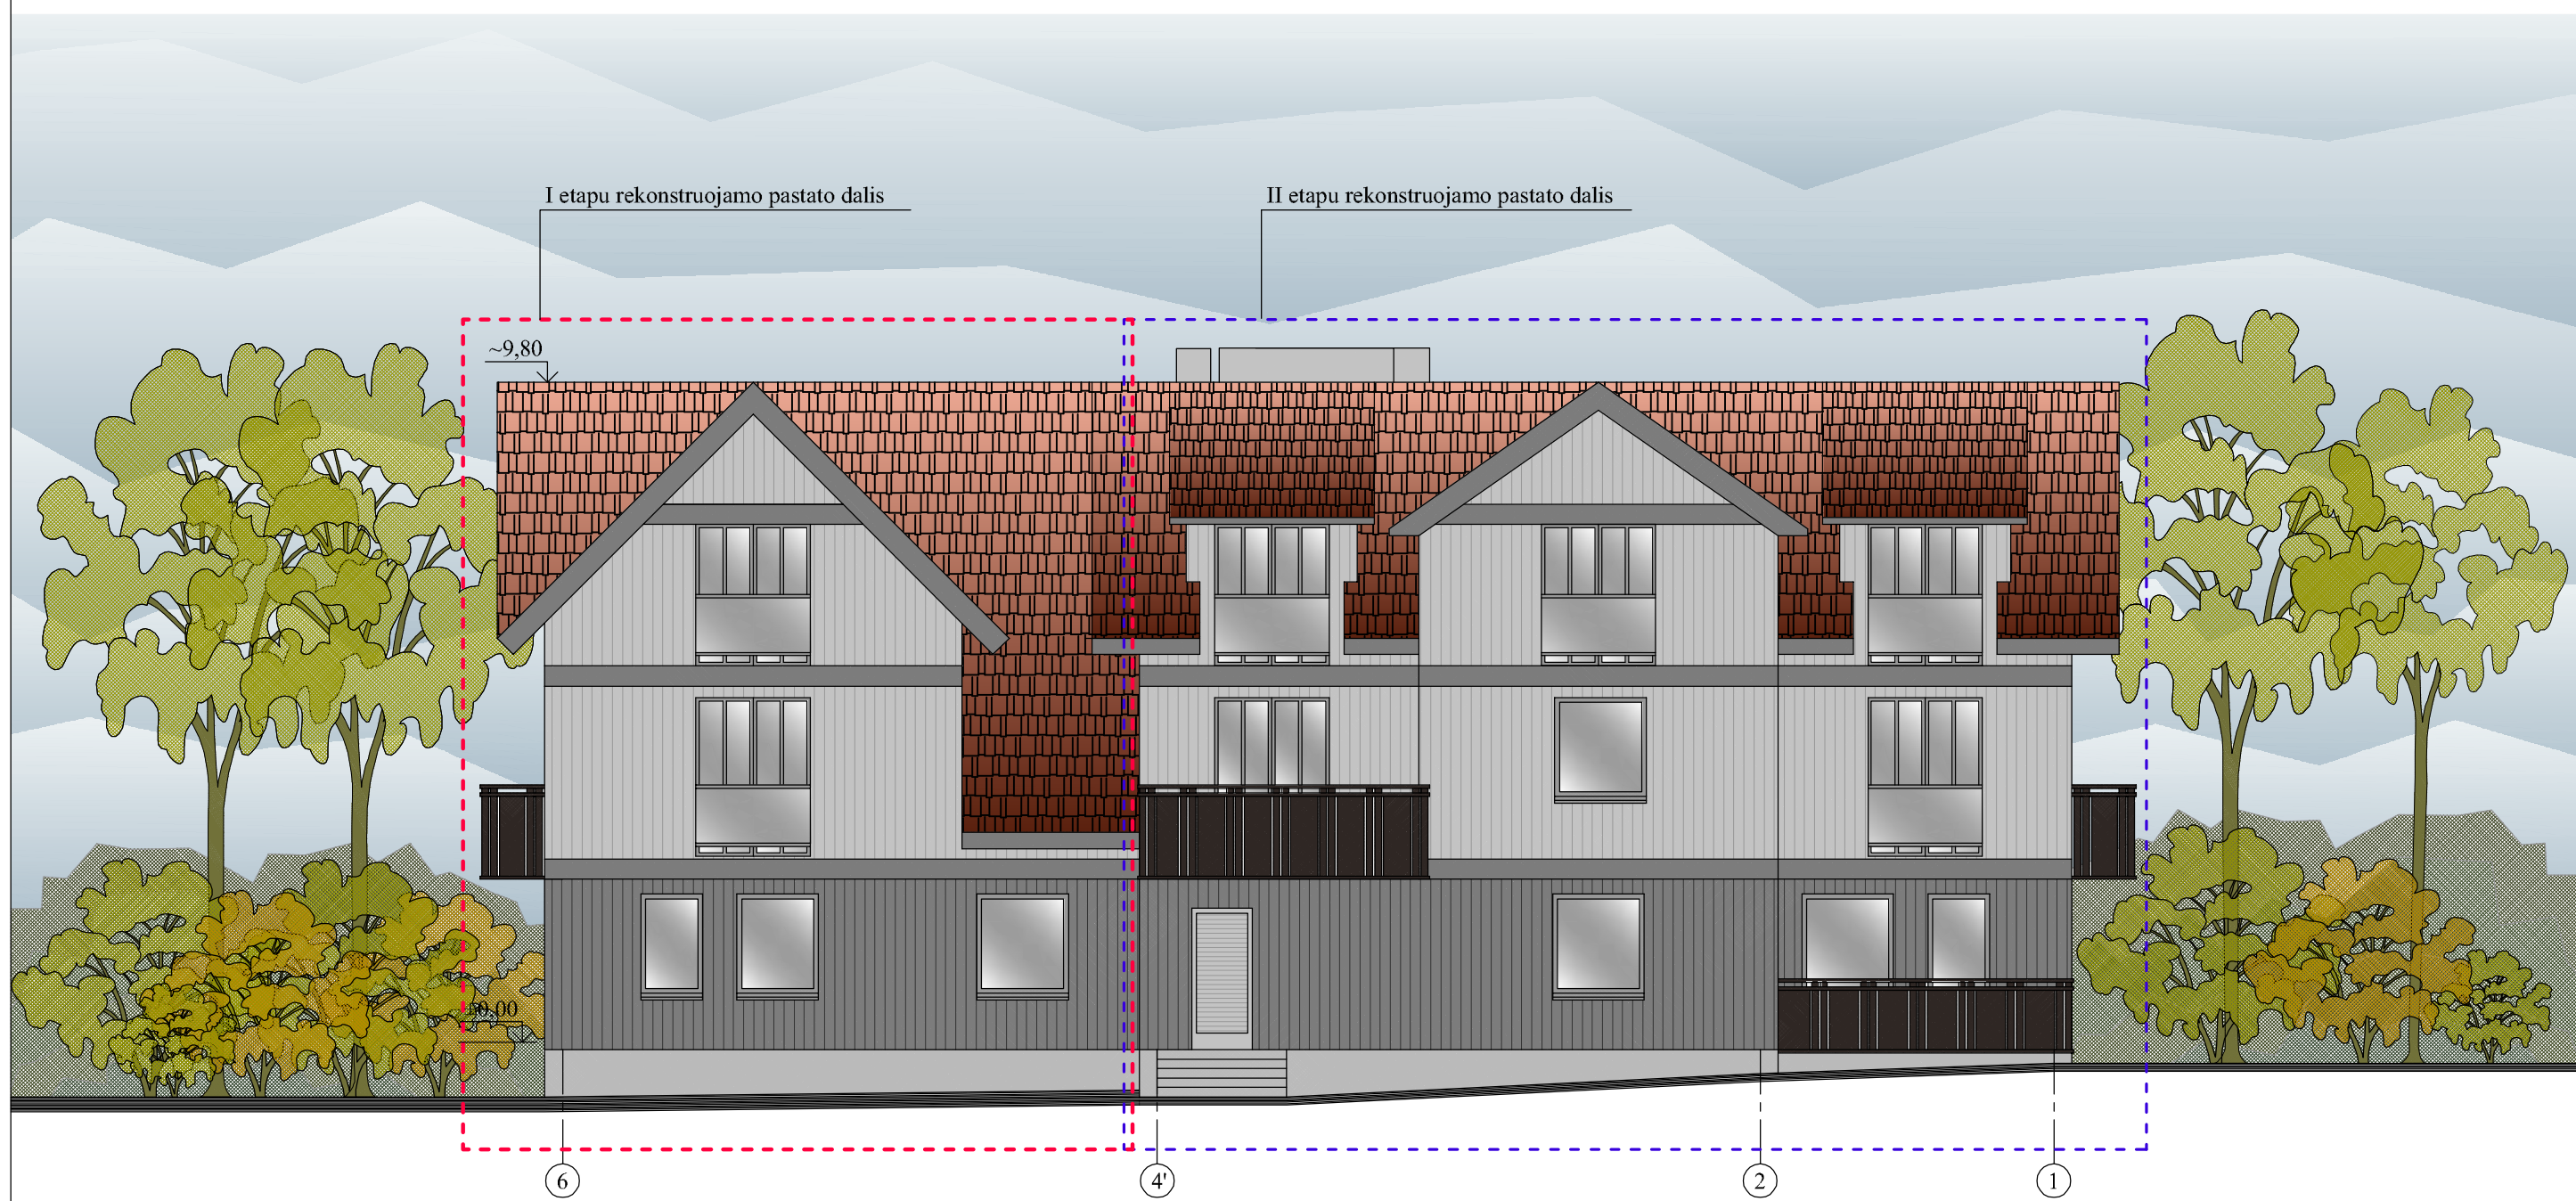 I etapu rekonstruojamo pastato dalis
II etapu rekonstruojamo pastato dalis
~9,80
6
4'
2
1